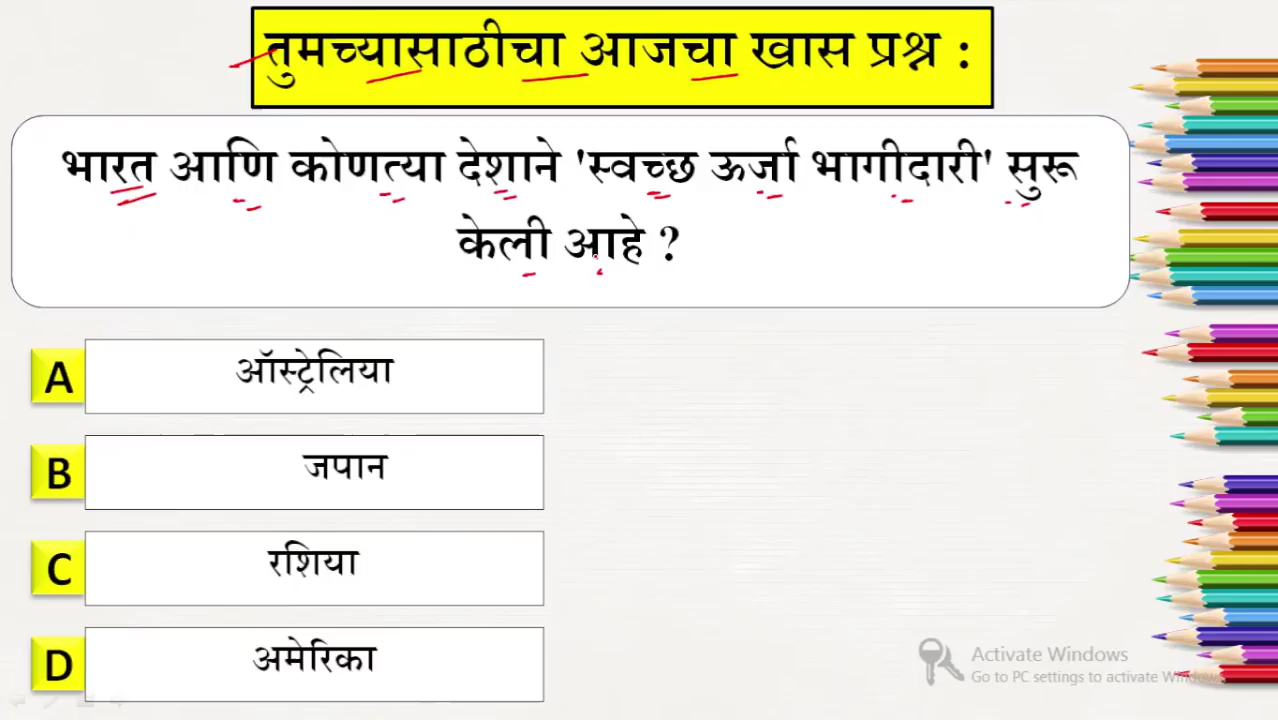 तुमच्यासाठीचा आजचा खास प्रश्न :
भारत आणि कोणत्या देशाने 'स्वच्छ ऊर्जा भागीदारी' सुरू
केली आहे ?
A ऑस्ट्रेलिया
B जपान
C रशिया
D अमेरिका
Activate Windows
Go to PC settings to activate Windows.